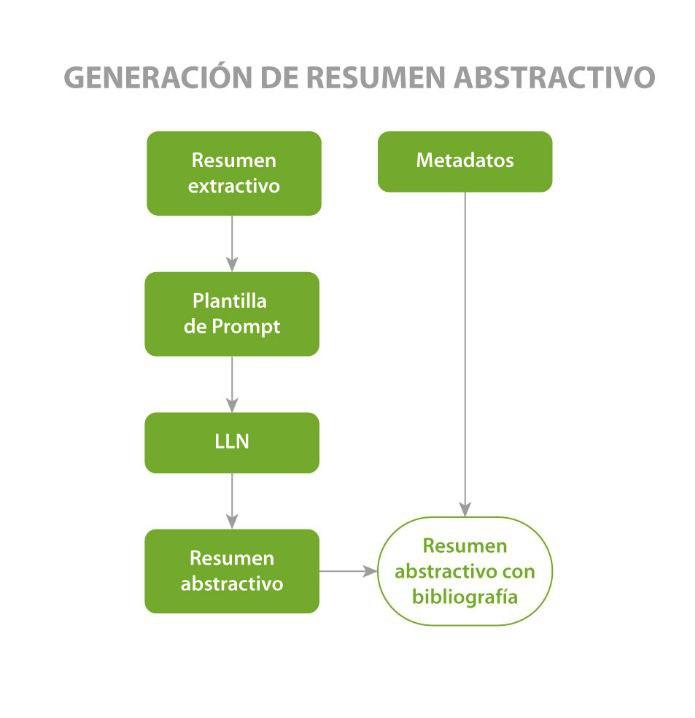 GENERACIÓN DE RESUMEN ABSTRACTIVO
Resumen
extractivo
Metadatos
Plantilla
de Prompt
LLN
Resumen
abstractivo
Resumen
abstractivo con
bibliografía